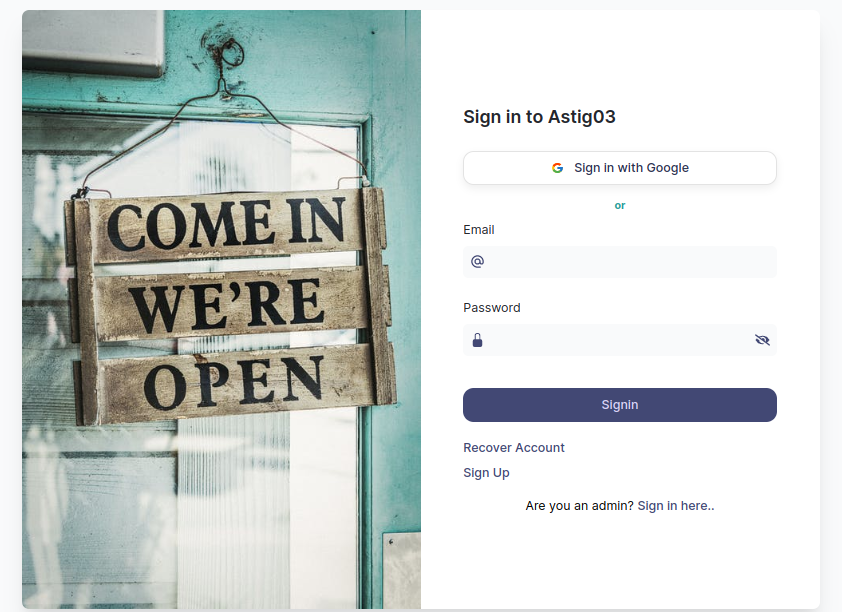 COME IN
WE'RE
OPEN
Sign in to Astig03
Sign in with Google
or
Email
@
Password
Signin
Recover Account
Sign Up
Are you an admin? Sign in here..